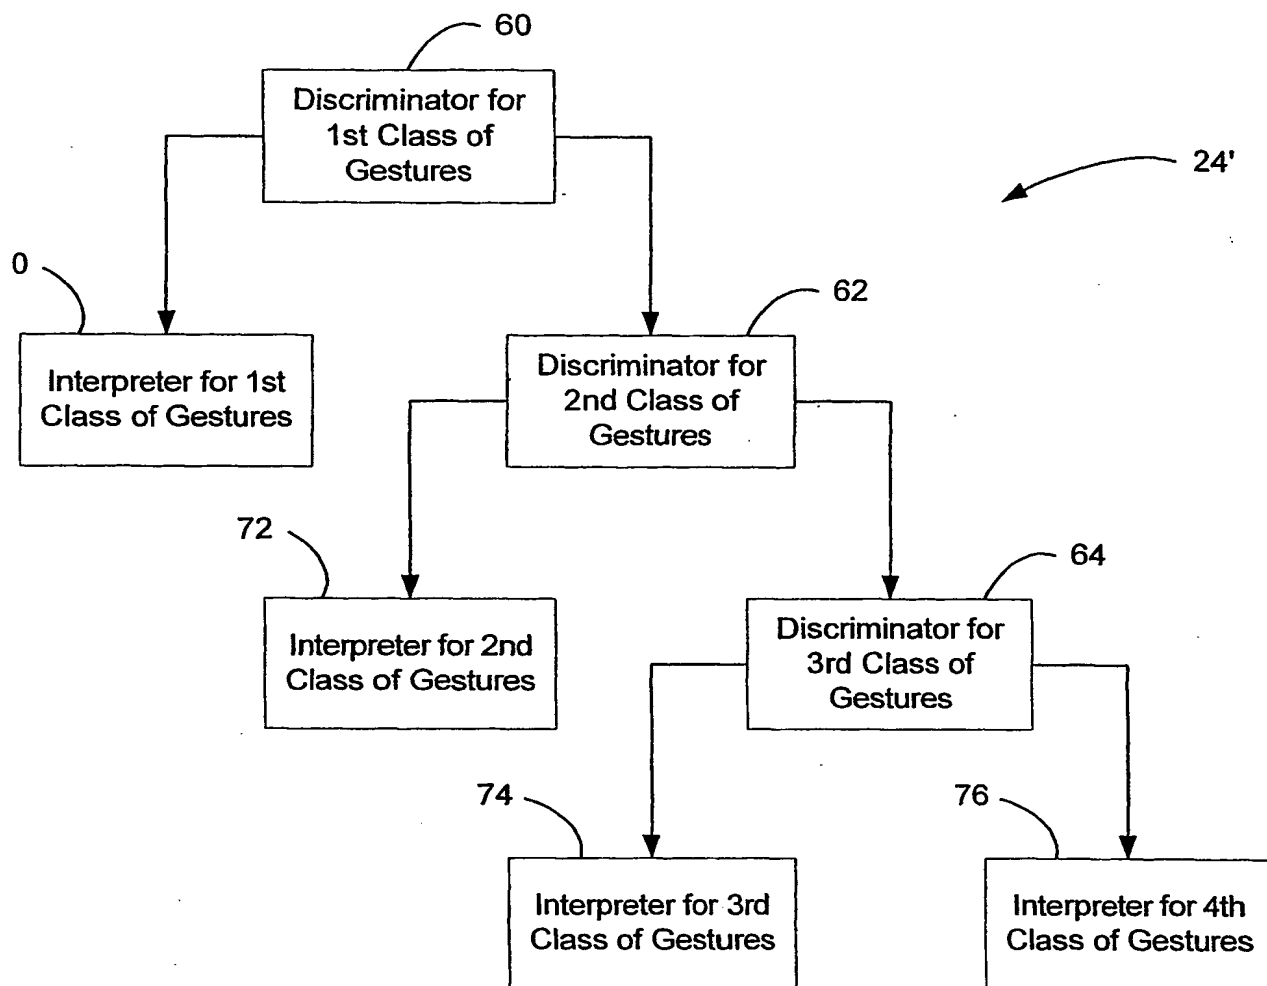 60
Discriminator for
1st Class of
Gestures
24'
0
62
Interpreter for 1st
Class of Gestures
Discriminator for
2nd Class of
Gestures
72
64
Interpreter for 2nd
Class of Gestures
Discriminator for
3rd Class of
Gestures
74
76
Interpreter for 3rd
Class of Gestures
Interpreter for 4th
Class of Gestures